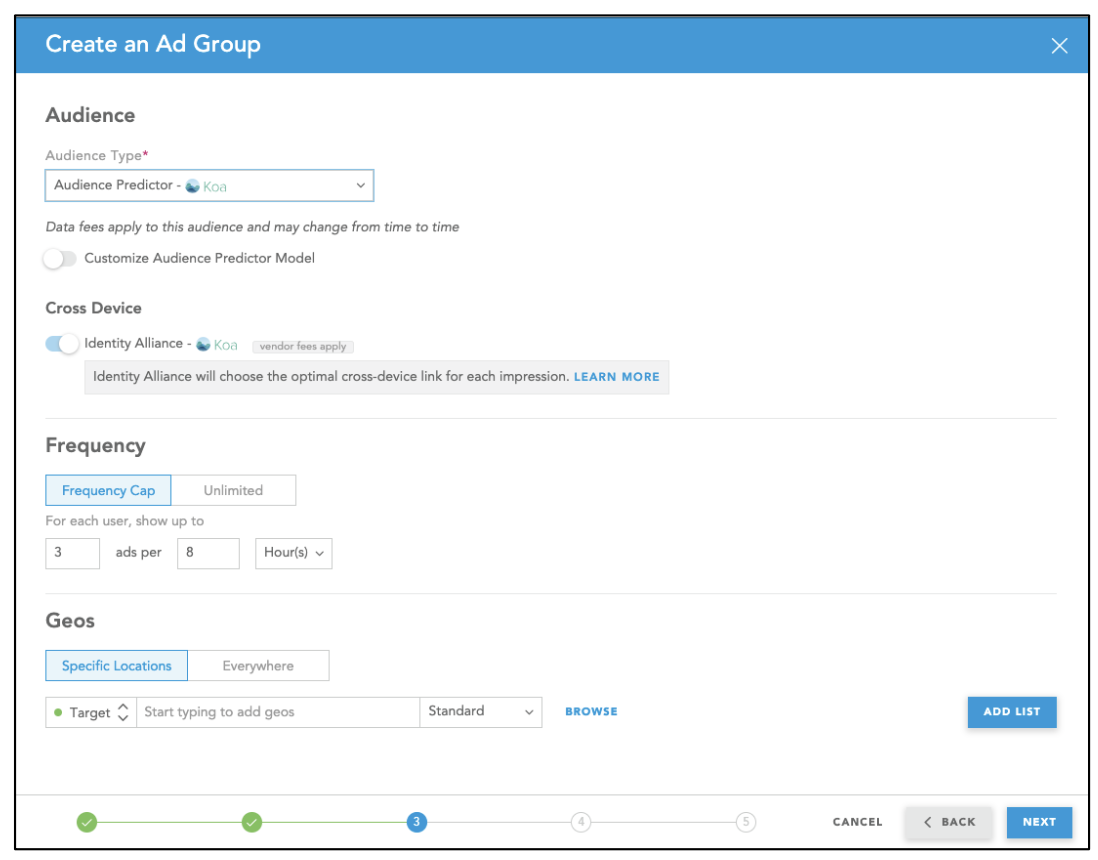 Create an Ad Group
Audience
Audience Type*
Audience Predictor - Koa
Data fees apply to this audience and may change from time to time
Customize Audience Predictor Model
Cross Device
Identity Alliance - Koa vendor fees apply
Identity Alliance will choose the optimal cross-device link for each impression. LEARN MORE
Frequency
Frequency Cap Unlimited
For each user, show up to
3 ads per 8 Hour(s)
Geos
Specific Locations Everywhere
Target Start typing to add geos Standard BROWSE ADD LIST
3 4 5 CANCEL BACK NEXT